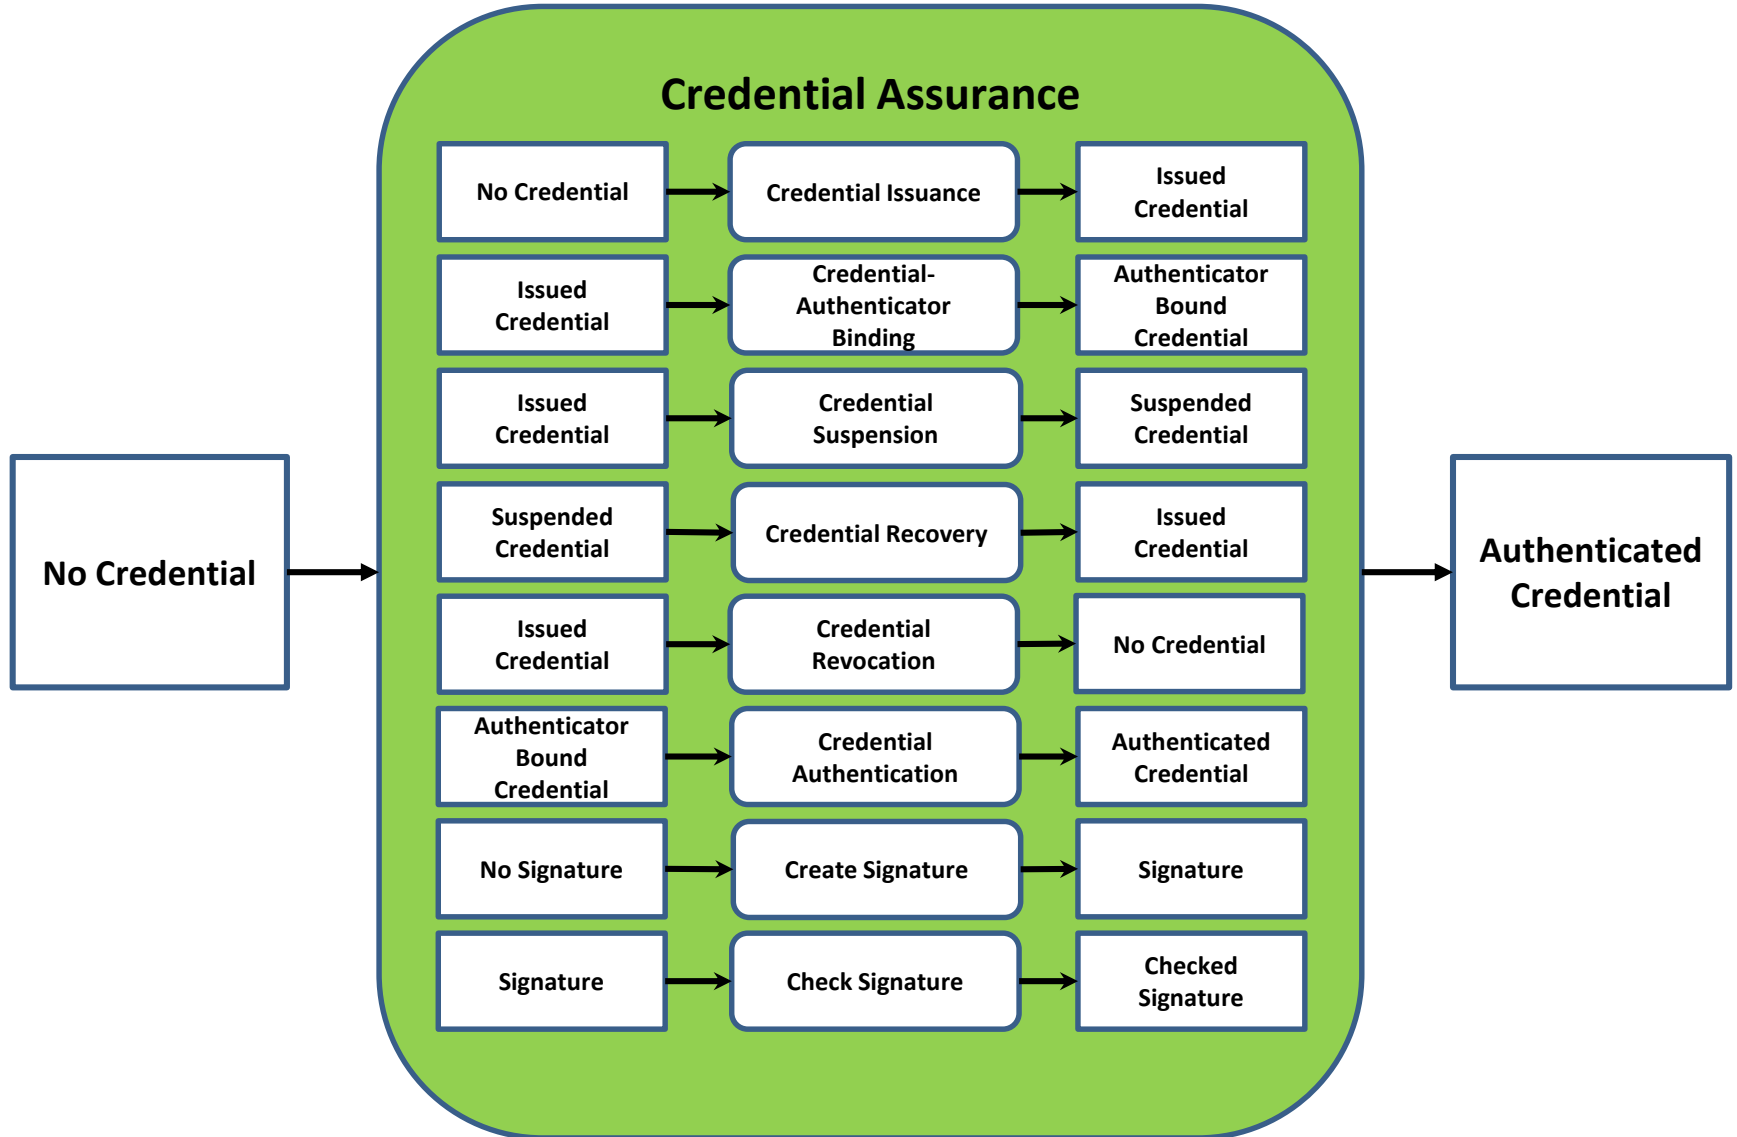 Credential Assurance
No Credential
Credential Issuance
Issued
Credential
Issued
Credential
Credential-
Authenticator
Binding
Authenticator
Bound
Credential
Issued
Credential
Credential
Suspension
Suspended
Credential
Suspended
Credential
Credential Recovery
Issued
Credential
No Credential
Authenticated
Credential
Issued
Credential
Credential
Revocation
No Credential
Authenticator
Bound
Credential
Credential
Authentication
Authenticated
Credential
No Signature
Create Signature
Signature
Signature
Check Signature
Checked
Signature